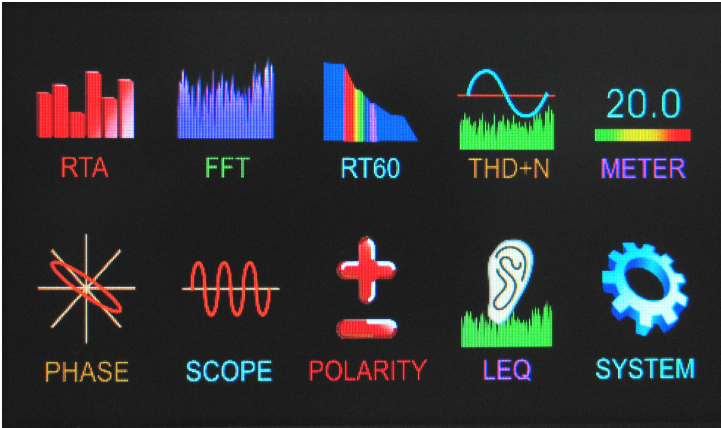 20.0
RTA FFT RT60 THD+N METER
PHASE SCOPE POLARITY LEQ SYSTEM